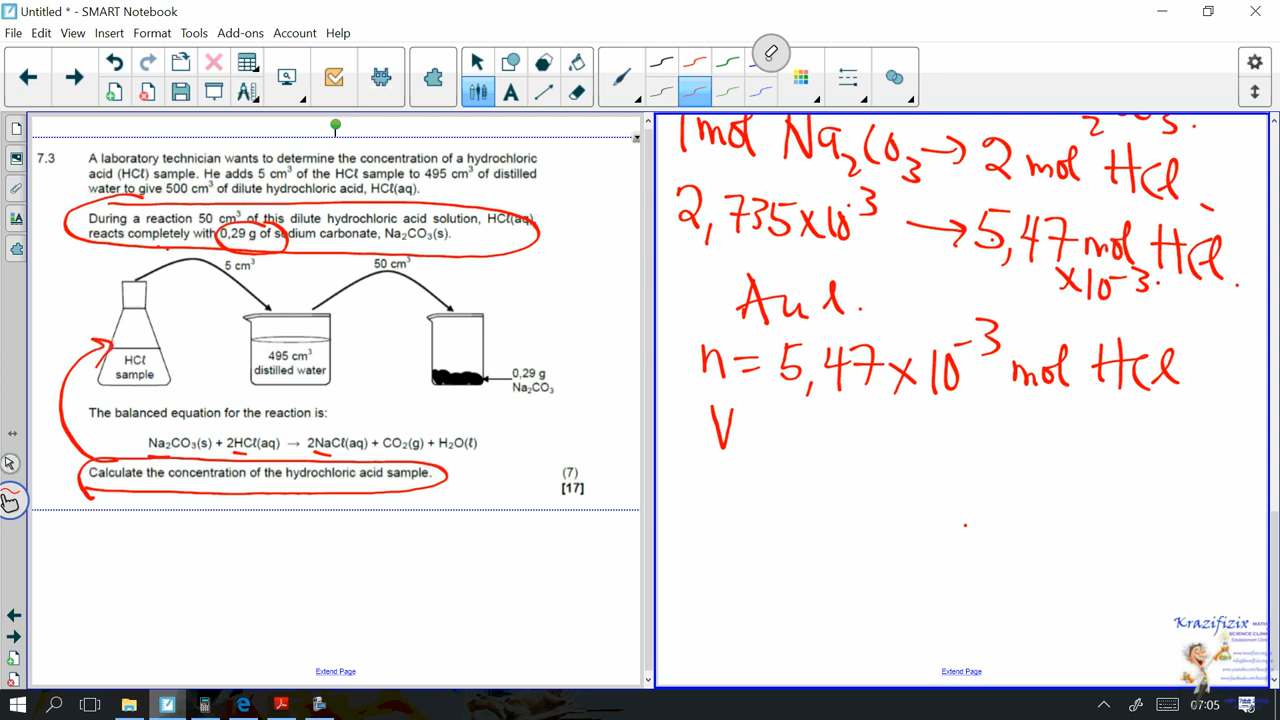 Untitled * - SMART Notebook
File Edit View Insert Format Tools Add-ons Account Help
7.3 A laboratory technician wants to determine the concentration of a hydrochloric
acid (HCℓ) sample. He adds 5 cm³ of the HCℓ sample to 495 cm³ of distilled
water to give 500 cm³ of dilute hydrochloric acid, HCℓ(aq).
During a reaction 50 cm³ of this dilute hydrochloric acid solution, HCℓ(aq),
reacts completely with 0,29 g of sodium carbonate, Na₂CO₃(s).
5 cm³
50 cm³
HCℓ
sample
495 cm³
distilled water
0,29 g
Na₂CO₃
The balanced equation for the reaction is:
Na₂CO₃(s) + 2HCℓ(aq) → 2NaCℓ(aq) + CO₂(g) + H₂O(ℓ)
Calculate the concentration of the hydrochloric acid sample. (7)
[17]
Extend Page
1mol Na₂CO₃ → 2 mol HCl
2,735×10⁻³ → 5,47 mol HCl
×10⁻³.
n = 5,47×10⁻³ mol HCl
V
Krazifizix MATH
SCIENCE CLINIC
Extend Page
07:05